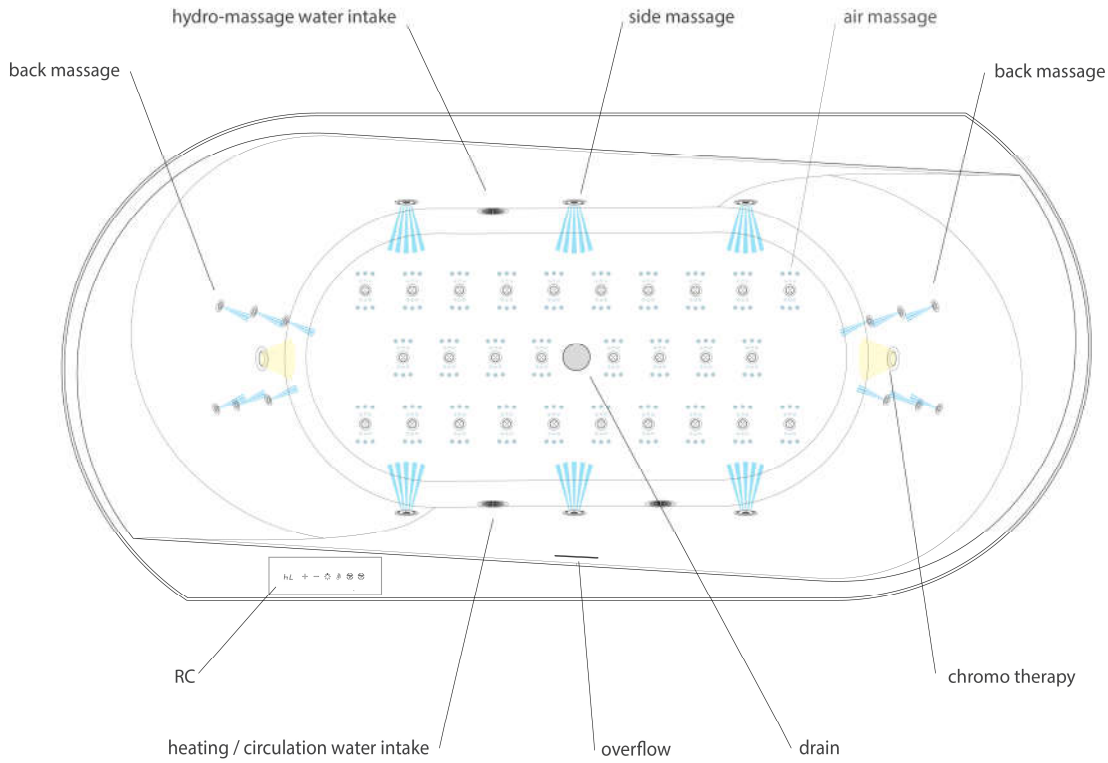 hydro-massage water intake
side massage
air massage
back massage
back massage
hL + −
RC
chromo therapy
heating / circulation water intake
overflow
drain